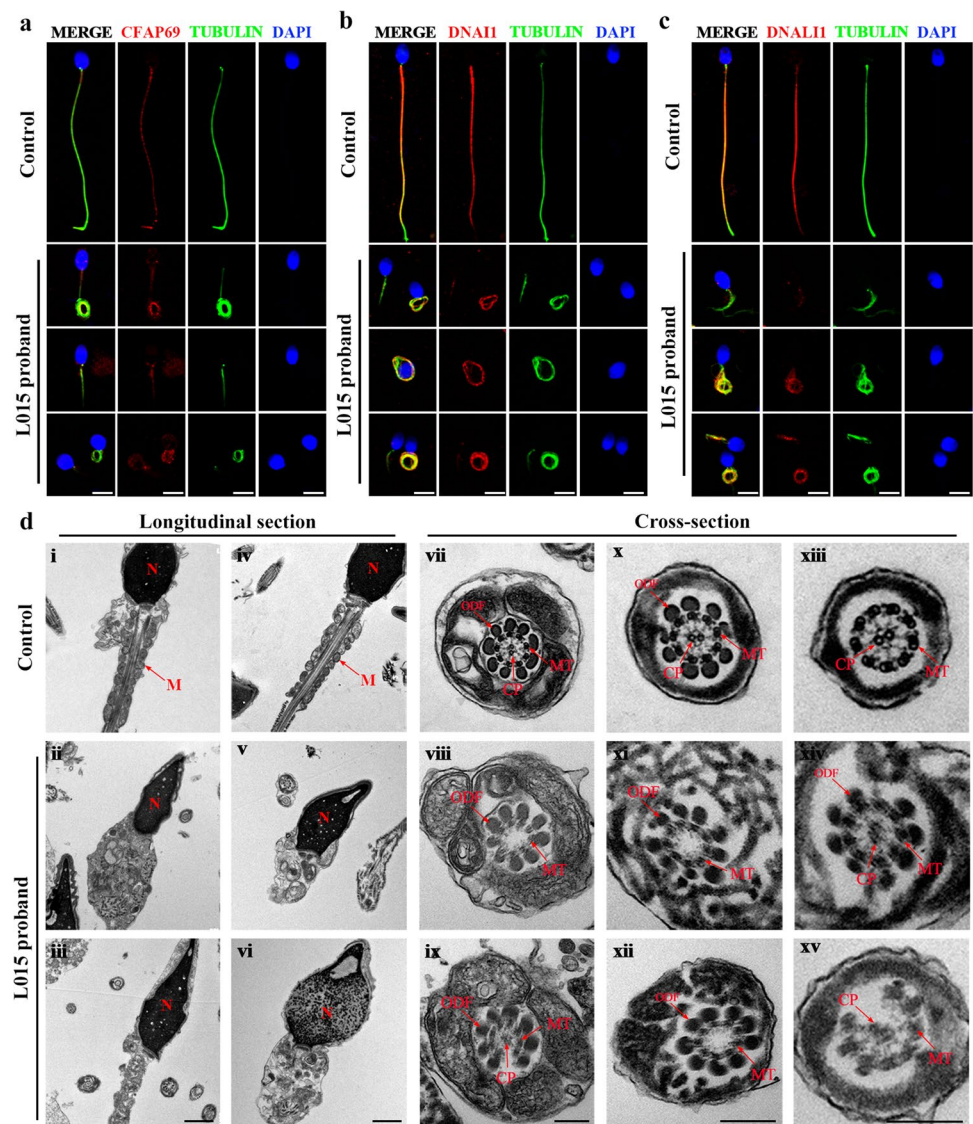 a
MERGE CFAP69 TUBULIN DAPI
Control
L015 proband
b
MERGE DNAI1 TUBULIN DAPI
Control
L015 proband
c
MERGE DNALI1 TUBULIN DAPI
Control
L015 proband
d
Longitudinal section
Cross-section
Control
i
N
M
iv
N
M
vii
ODF
CP
MT
x
ODF
CP
MT
xiii
CP
MT
L015 proband
ii
N
v
N
viii
ODF
MT
xi
ODF
MT
xiv
ODF
CP
MT
iii
N
vi
N
ix
ODF
MT
CP
xii
ODF
MT
xv
CP
MT